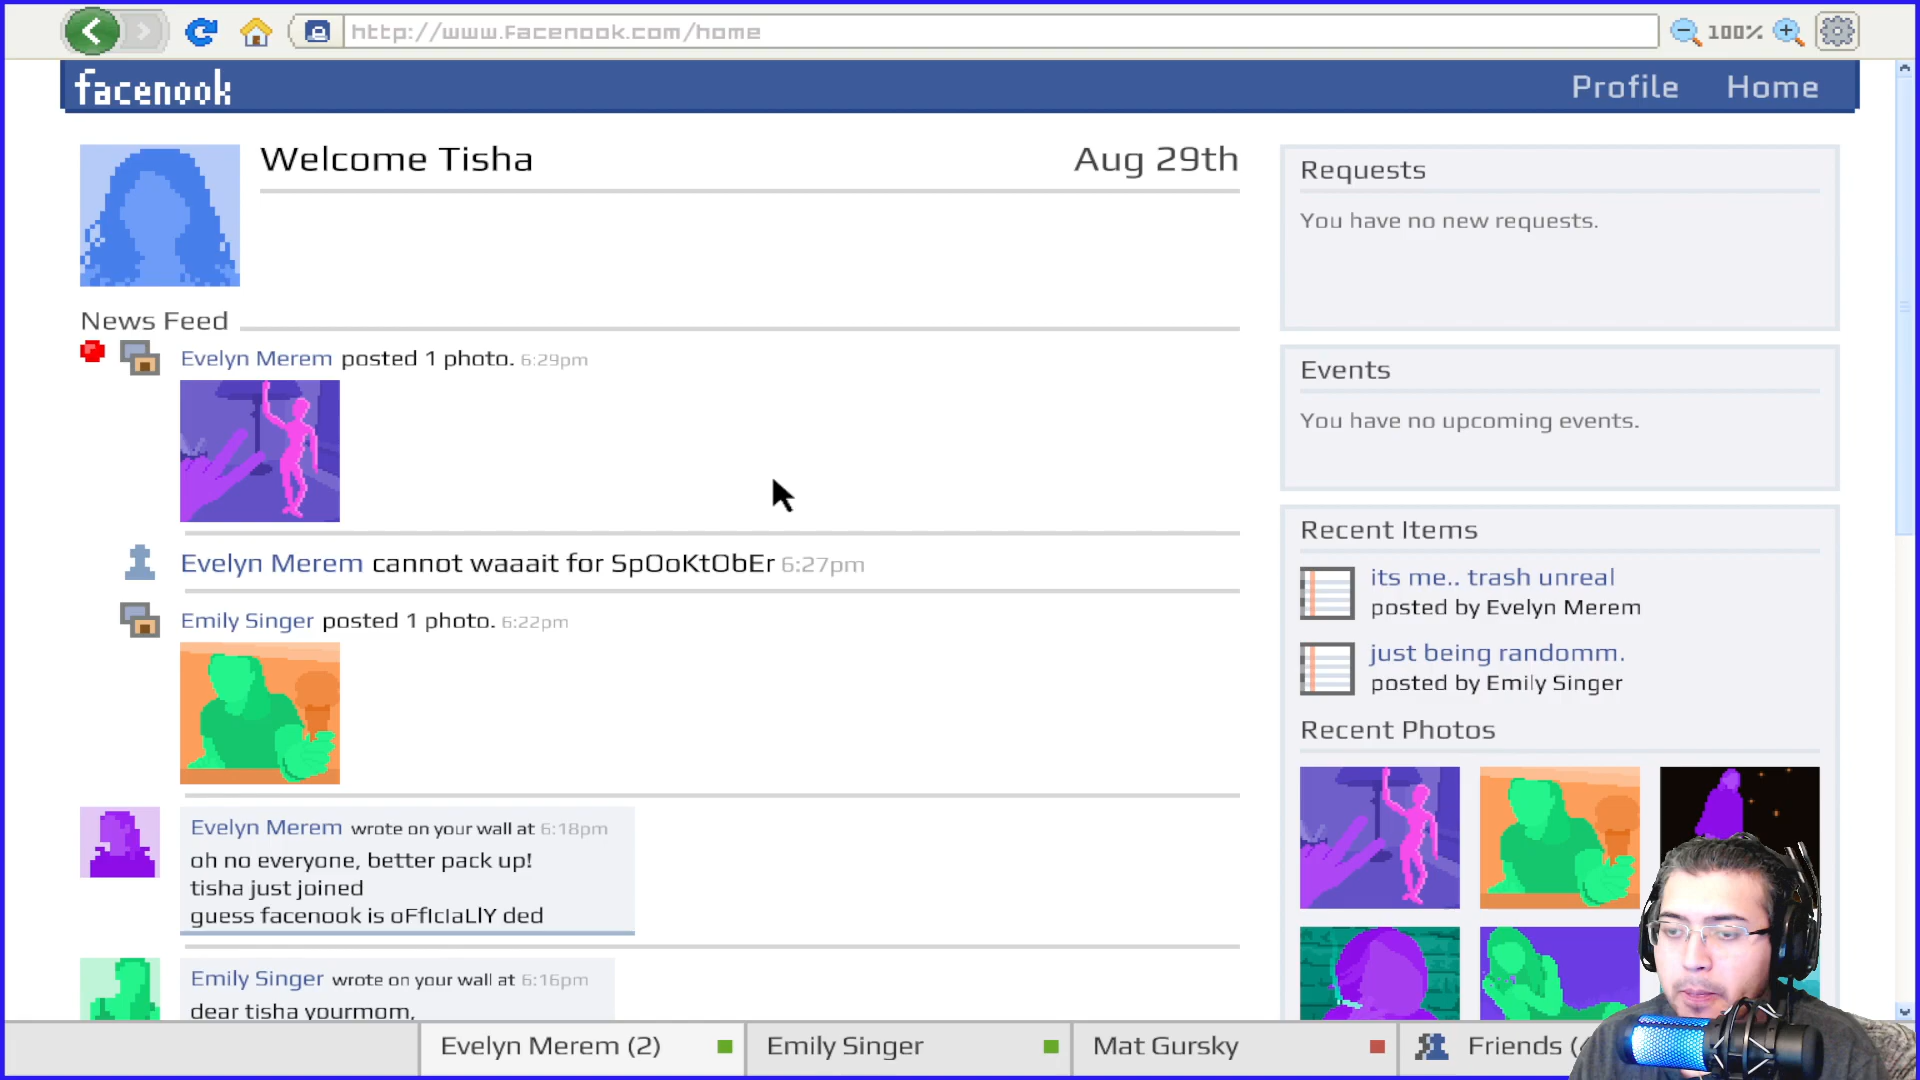 http://www.facenook.com/home
100%
facenook
Profile
Home
Welcome Tisha
Aug 29th
News Feed
Evelyn Merem posted 1 photo. 6:29pm
Evelyn Merem cannot waaait for SpOoKtObEr 6:27pm
Emily Singer posted 1 photo. 6:22pm
Evelyn Merem wrote on your wall at 6:18pm
oh no everyone, better pack up!
tisha just joined
guess facenook is oFfIcIaLlY ded
Emily Singer wrote on your wall at 6:16pm
dear tisha yourmom,
Requests
You have no new requests.
Events
You have no upcoming events.
Recent Items
its me.. trash unreal
posted by Evelyn Merem
just being randomm.
posted by Emily Singer
Recent Photos
Evelyn Merem (2)
Emily Singer
Mat Gursky
Friends